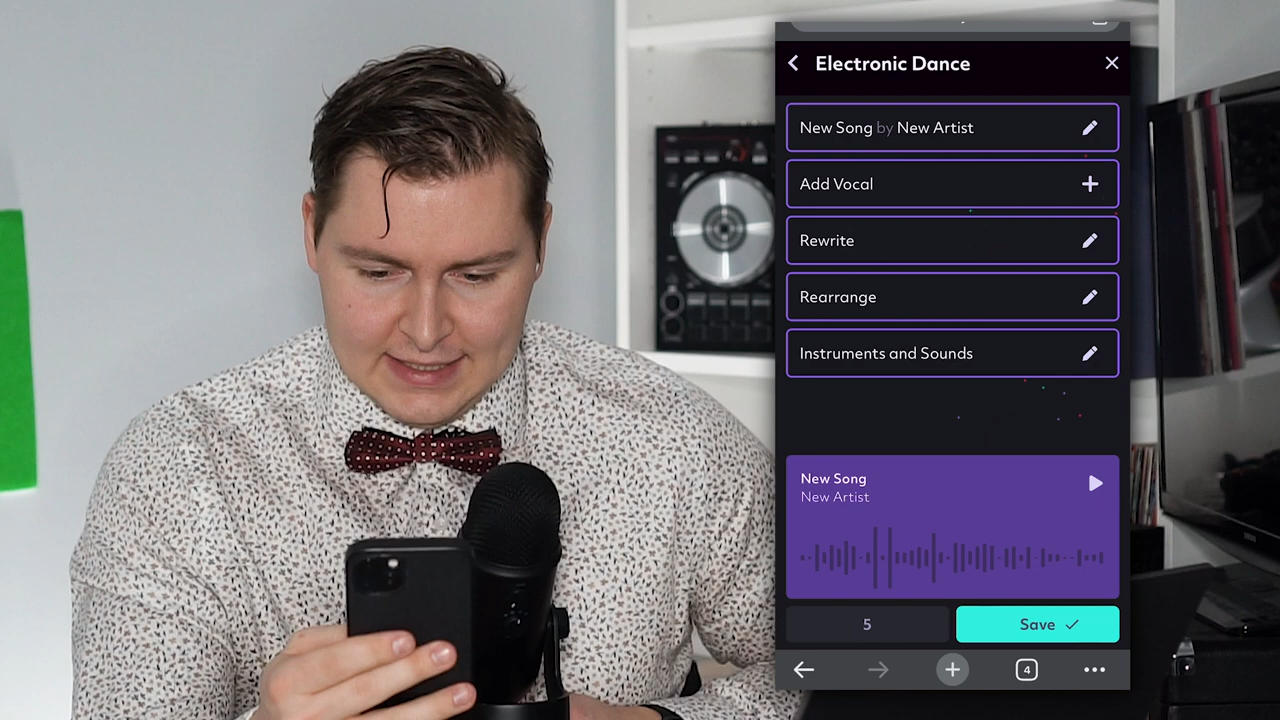 Electronic Dance
New Song by New Artist
Add Vocal
Rewrite
Rearrange
Instruments and Sounds
New Song
New Artist
5
Save
4